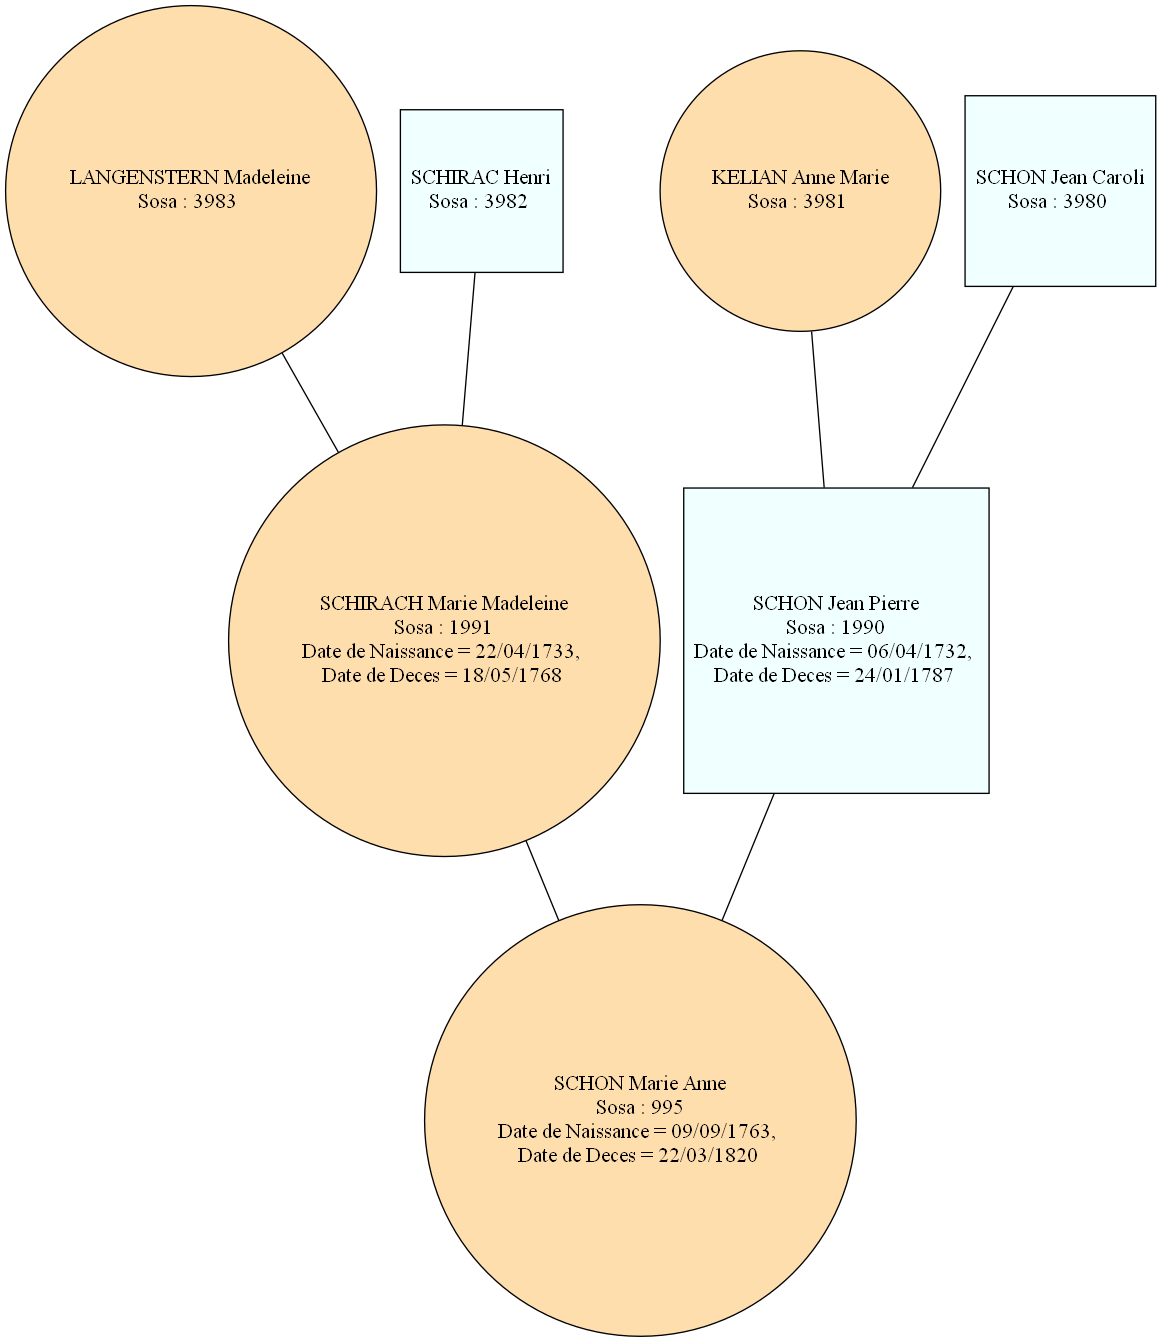 LANGENSTERN Madeleine
Sosa : 3983
SCHIRAC Henri
Sosa : 3982
KELIAN Anne Marie
Sosa : 3981
SCHON Jean Caroli
Sosa : 3980
SCHIRACH Marie Madeleine
Sosa : 1991
Date de Naissance = 22/04/1733,
Date de Deces = 18/05/1768
SCHON Jean Pierre
Sosa : 1990
Date de Naissance = 06/04/1732,
Date de Deces = 24/01/1787
SCHON Marie Anne
Sosa : 995
Date de Naissance = 09/09/1763,
Date de Deces = 22/03/1820